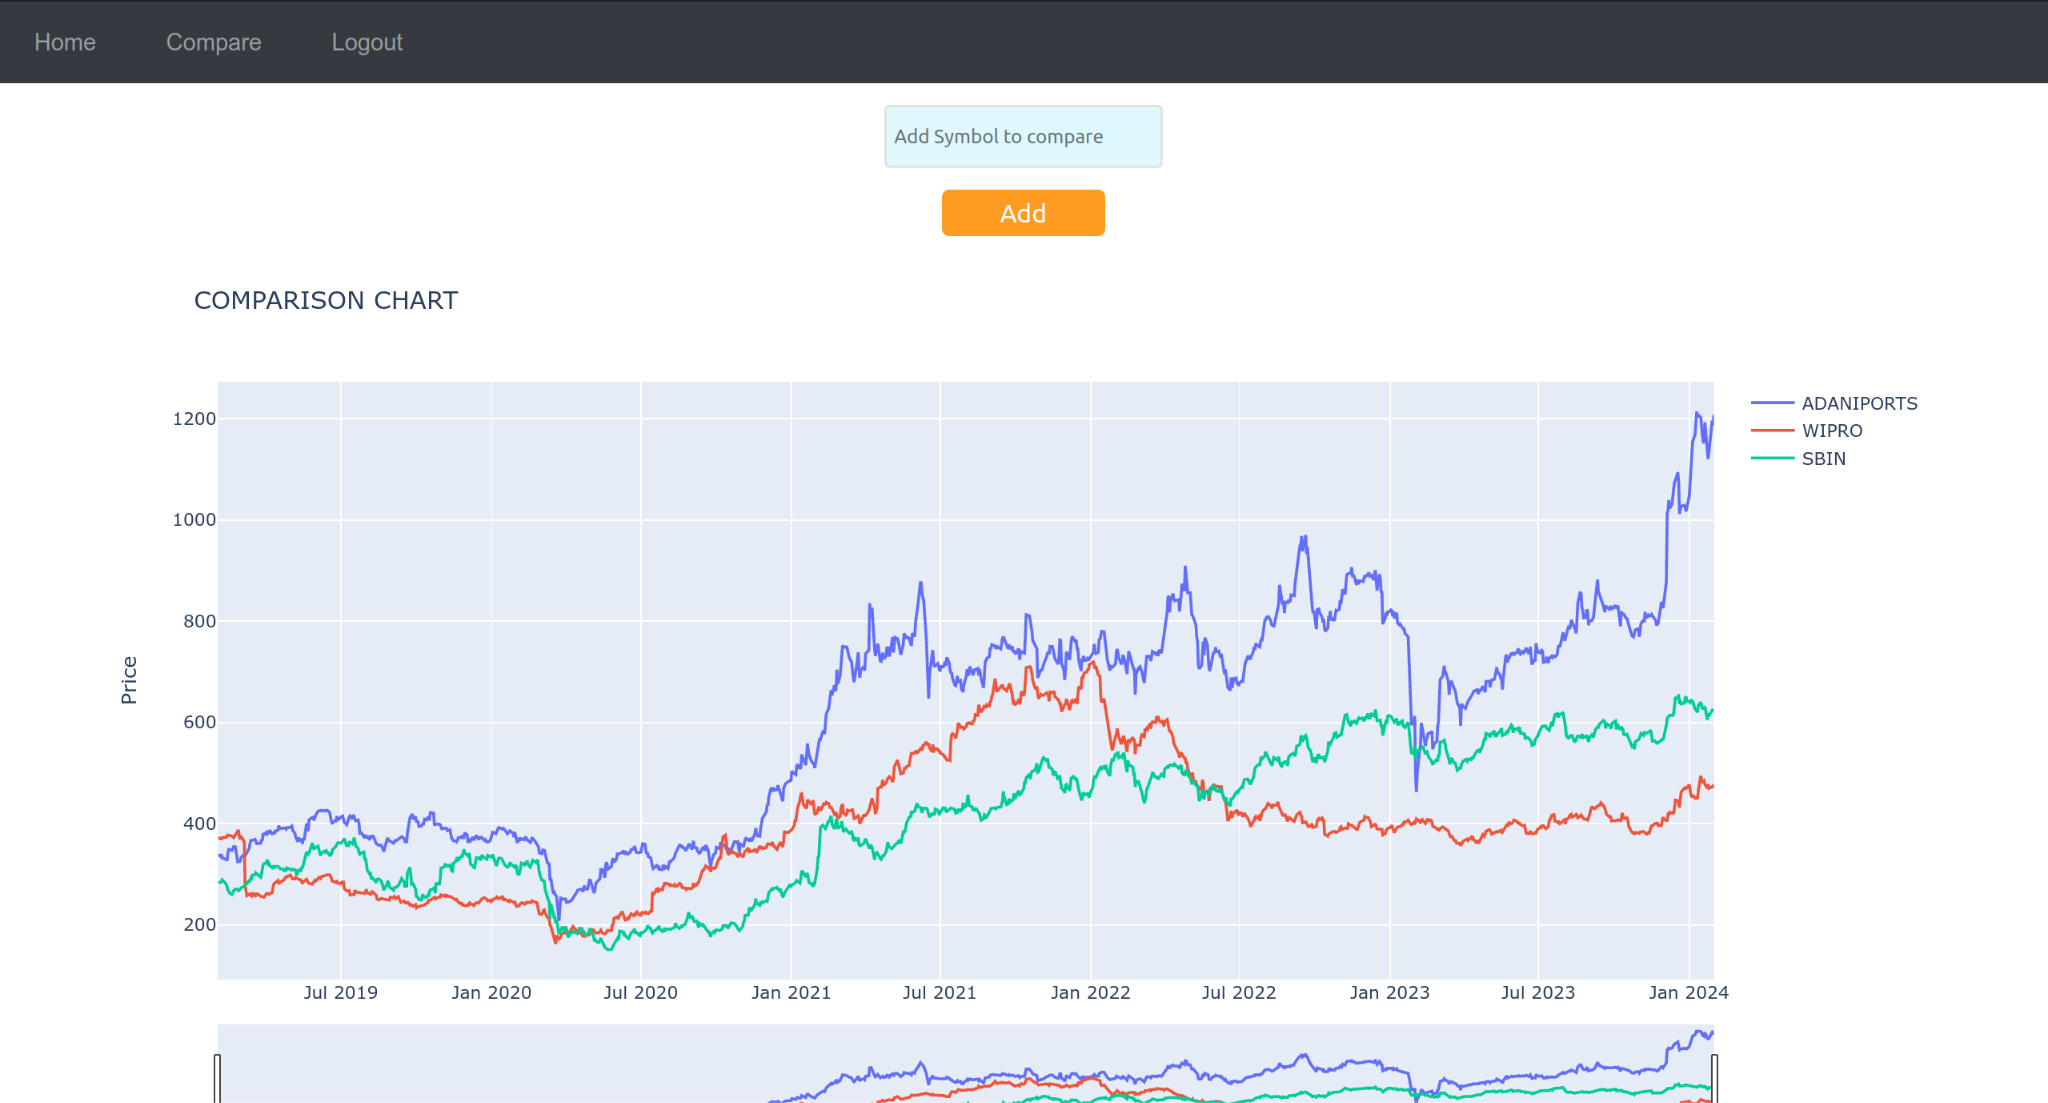 Home Compare Logout
Add Symbol to compare
Add
COMPARISON CHART
ADANIPORTS
WIPRO
SBIN
Price
1200
1000
800
600
400
200
Jul 2019 Jan 2020 Jul 2020 Jan 2021 Jul 2021 Jan 2022 Jul 2022 Jan 2023 Jul 2023 Jan 2024